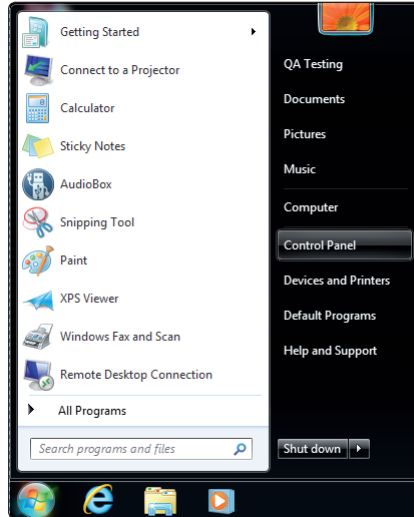 Getting Started
Connect to a Projector
Calculator
Sticky Notes
AudioBox
Snipping Tool
Paint
XPS Viewer
Windows Fax and Scan
Remote Desktop Connection
All Programs
Search programs and files
QA Testing
Documents
Pictures
Music
Computer
Control Panel
Devices and Printers
Default Programs
Help and Support
Shut down